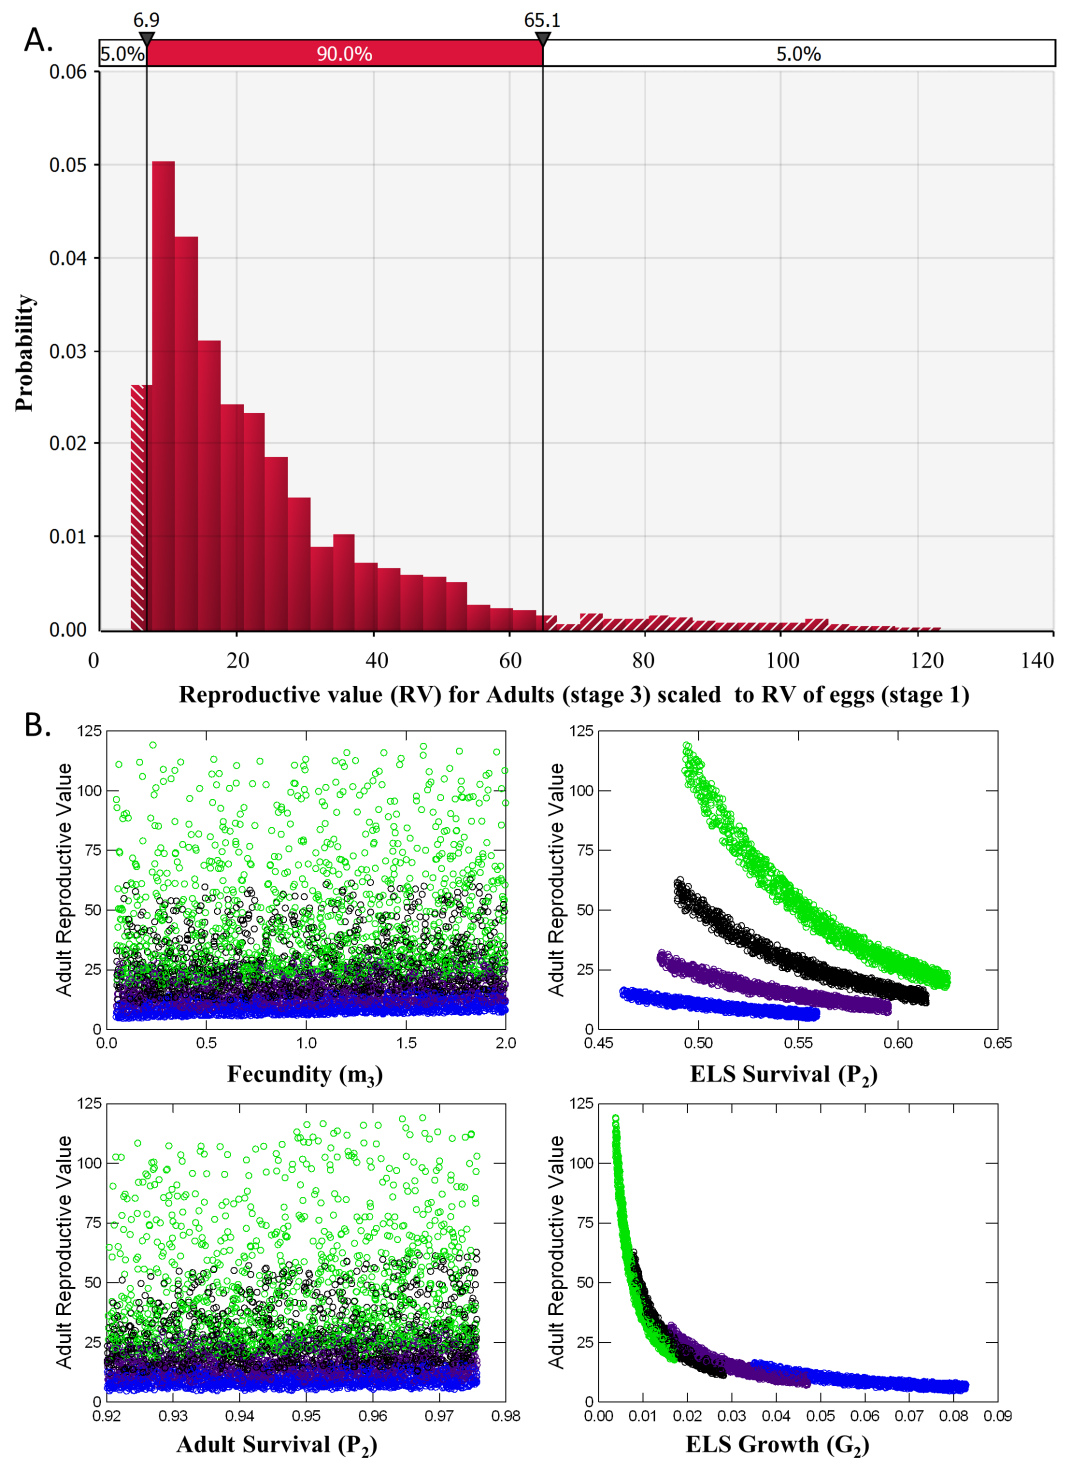 A.
6.9 65.1
5.0% 90.0% 5.0%
0.06
0.05
0.04
0.03
0.02
0.01
0.00
Probability
0 20 40 60 80 100 120 140
Reproductive value (RV) for Adults (stage 3) scaled to RV of eggs (stage 1)
B.
125
100
75
50
25
0
Adult Reproductive Value
0.0 0.5 1.0 1.5 2.0
Fecundity (m3)
125
100
75
50
25
0
Adult Reproductive Value
0.45 0.50 0.55 0.60 0.65
ELS Survival (P2)
125
100
75
50
25
0
Adult Reproductive Value
0.92 0.93 0.94 0.95 0.96 0.97 0.98
Adult Survival (P2)
125
100
75
50
25
0
Adult Reproductive Value
0.00 0.01 0.02 0.03 0.04 0.05 0.06 0.07 0.08 0.09
ELS Growth (G2)